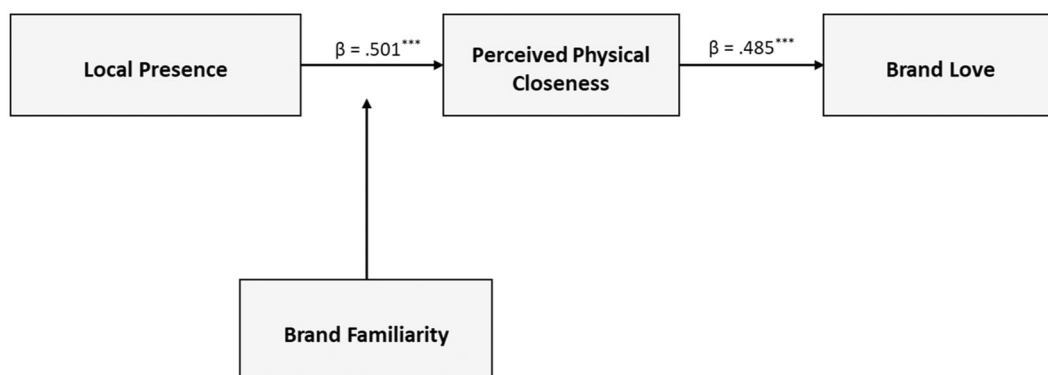 Local Presence
β = .501***
Perceived Physical
Closeness
β = .485***
Brand Love
Brand Familiarity